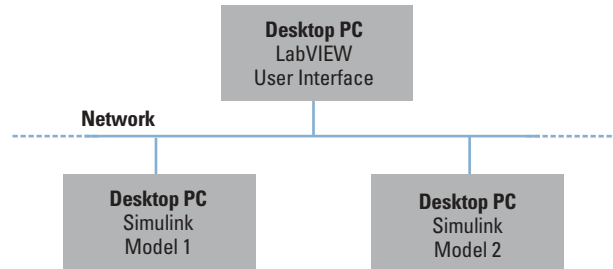 Desktop PC
LabVIEW
User Interface
Network
Desktop PC
Simulink
Model 1
Desktop PC
Simulink
Model 2